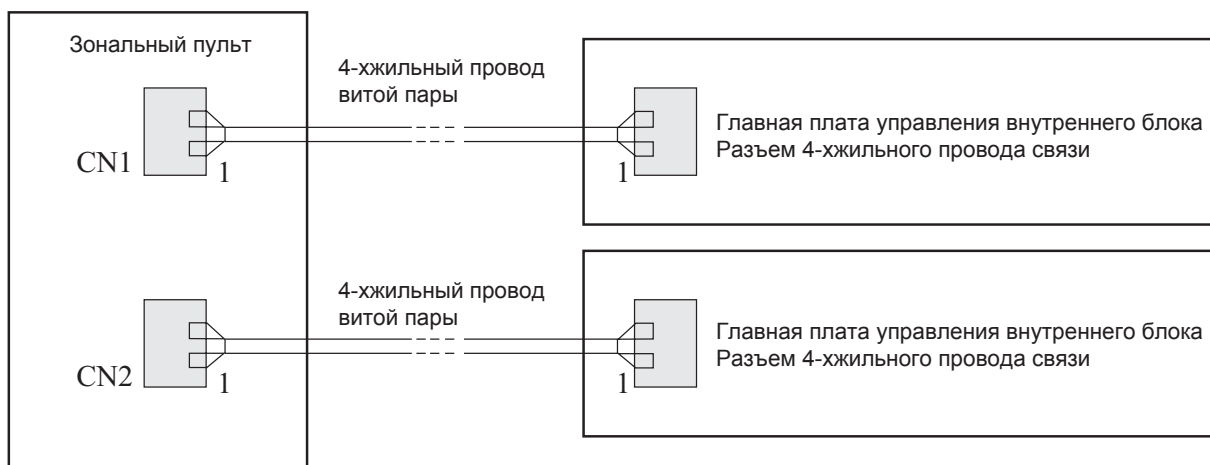 Зональный пульт
4-хжильный провод
витой пары
CN1
1
1
Главная плата управления внутреннего блока
Разъем 4-хжильного провода связи
4-хжильный провод
витой пары
CN2
1
1
Главная плата управления внутреннего блока
Разъем 4-хжильного провода связи